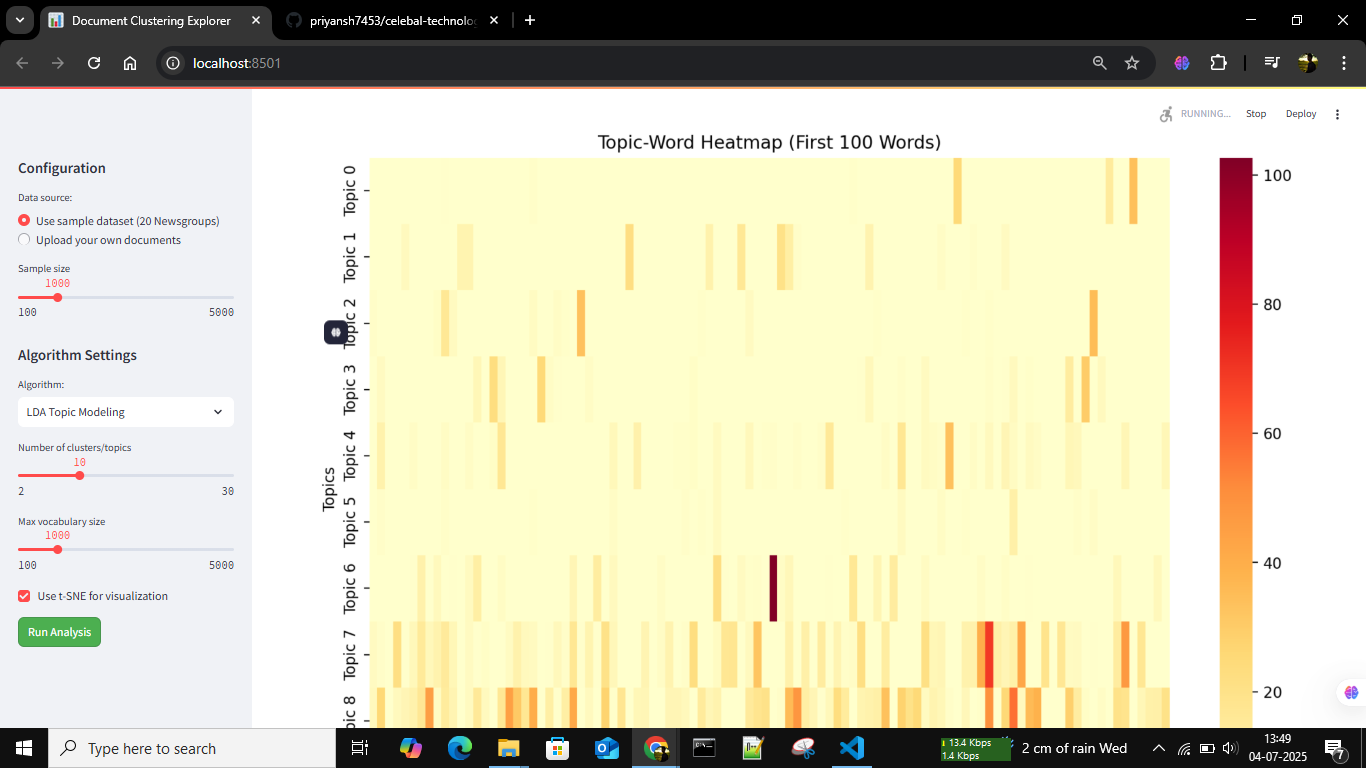 Document Clustering Explorer
priyansh7453/celebal-technolo
localhost:8501
RUNNING...
Stop
Deploy
Configuration
Data source:
Use sample dataset (20 Newsgroups)
Upload your own documents
Sample size
1000
100
5000
Algorithm Settings
Algorithm:
LDA Topic Modeling
Number of clusters/topics
10
2
30
Max vocabulary size
1000
100
5000
Use t-SNE for visualization
Run Analysis
Topic-Word Heatmap (First 100 Words)
Topics
Topic 0
Topic 1
Topic 2
Topic 3
Topic 4
Topic 5
Topic 6
Topic 7
pic 8
100
80
60
40
20
Type here to search
13.4 Kbps
1.4 Kbps
2 cm of rain Wed
13:49
04-07-2025
7